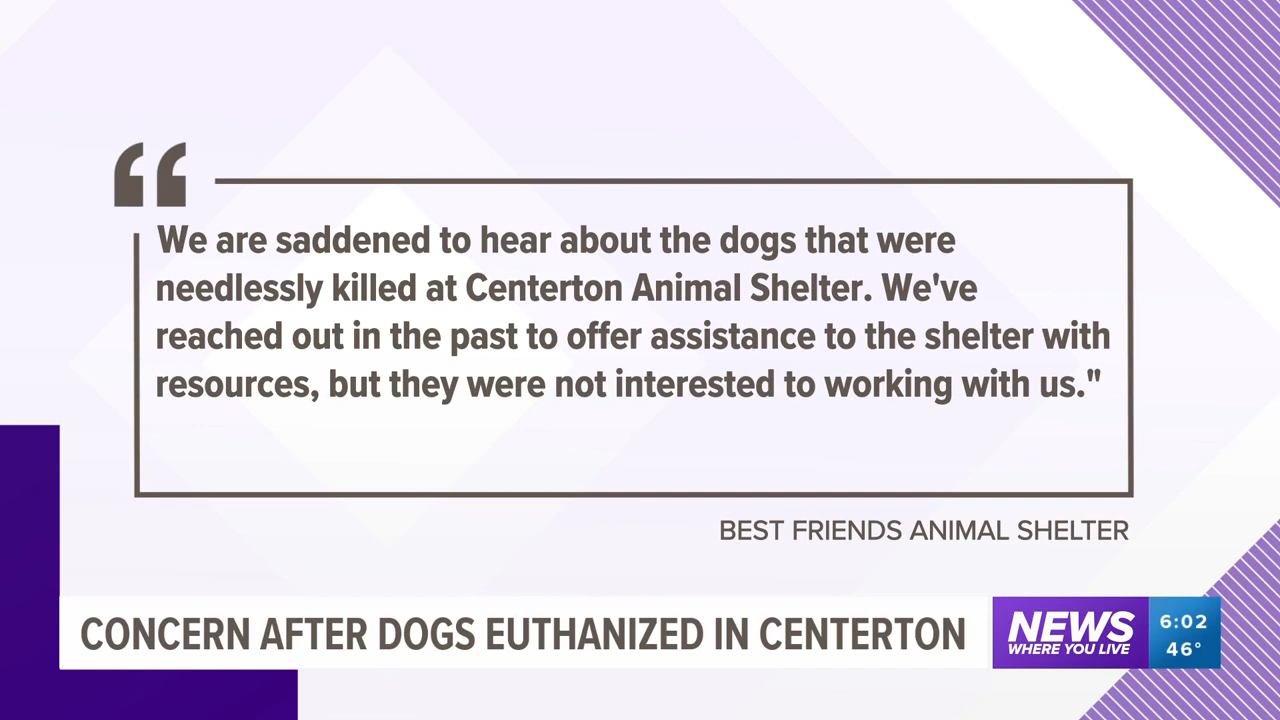 “
We are saddened to hear about the dogs that were
needlessly killed at Centerton Animal Shelter. We've
reached out in the past to offer assistance to the shelter with
resources, but they were not interested to working with us."
BEST FRIENDS ANIMAL SHELTER
CONCERN AFTER DOGS EUTHANIZED IN CENTERTON
NEWS
WHERE YOU LIVE
6:02
46°